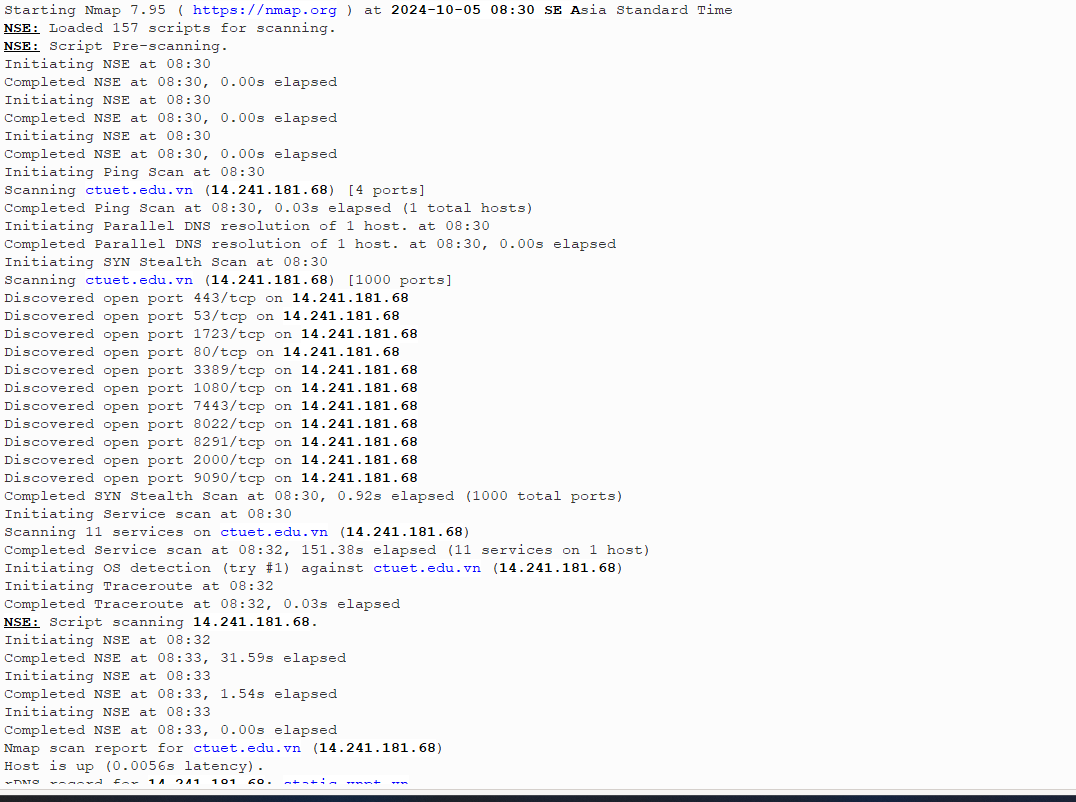 Starting Nmap 7.95 ( https://nmap.org ) at 2024-10-05 08:30 SE Asia Standard Time
NSE: Loaded 157 scripts for scanning.
NSE: Script Pre-scanning.
Initiating NSE at 08:30
Completed NSE at 08:30, 0.00s elapsed
Initiating NSE at 08:30
Completed NSE at 08:30, 0.00s elapsed
Initiating NSE at 08:30
Completed NSE at 08:30, 0.00s elapsed
Initiating Ping Scan at 08:30
Scanning ctuet.edu.vn (14.241.181.68) [4 ports]
Completed Ping Scan at 08:30, 0.03s elapsed (1 total hosts)
Initiating Parallel DNS resolution of 1 host. at 08:30
Completed Parallel DNS resolution of 1 host. at 08:30, 0.00s elapsed
Initiating SYN Stealth Scan at 08:30
Scanning ctuet.edu.vn (14.241.181.68) [1000 ports]
Discovered open port 443/tcp on 14.241.181.68
Discovered open port 53/tcp on 14.241.181.68
Discovered open port 1723/tcp on 14.241.181.68
Discovered open port 80/tcp on 14.241.181.68
Discovered open port 3389/tcp on 14.241.181.68
Discovered open port 1080/tcp on 14.241.181.68
Discovered open port 7443/tcp on 14.241.181.68
Discovered open port 8022/tcp on 14.241.181.68
Discovered open port 8291/tcp on 14.241.181.68
Discovered open port 2000/tcp on 14.241.181.68
Discovered open port 9090/tcp on 14.241.181.68
Completed SYN Stealth Scan at 08:30, 0.92s elapsed (1000 total ports)
Initiating Service scan at 08:30
Scanning 11 services on ctuet.edu.vn (14.241.181.68)
Completed Service scan at 08:32, 151.38s elapsed (11 services on 1 host)
Initiating OS detection (try #1) against ctuet.edu.vn (14.241.181.68)
Initiating Traceroute at 08:32
Completed Traceroute at 08:32, 0.03s elapsed
NSE: Script scanning 14.241.181.68.
Initiating NSE at 08:32
Completed NSE at 08:33, 31.59s elapsed
Initiating NSE at 08:33
Completed NSE at 08:33, 1.54s elapsed
Initiating NSE at 08:33
Completed NSE at 08:33, 0.00s elapsed
Nmap scan report for ctuet.edu.vn (14.241.181.68)
Host is up (0.0056s latency).
rDNS record for 14.241.181.68: static.vnpt.vn